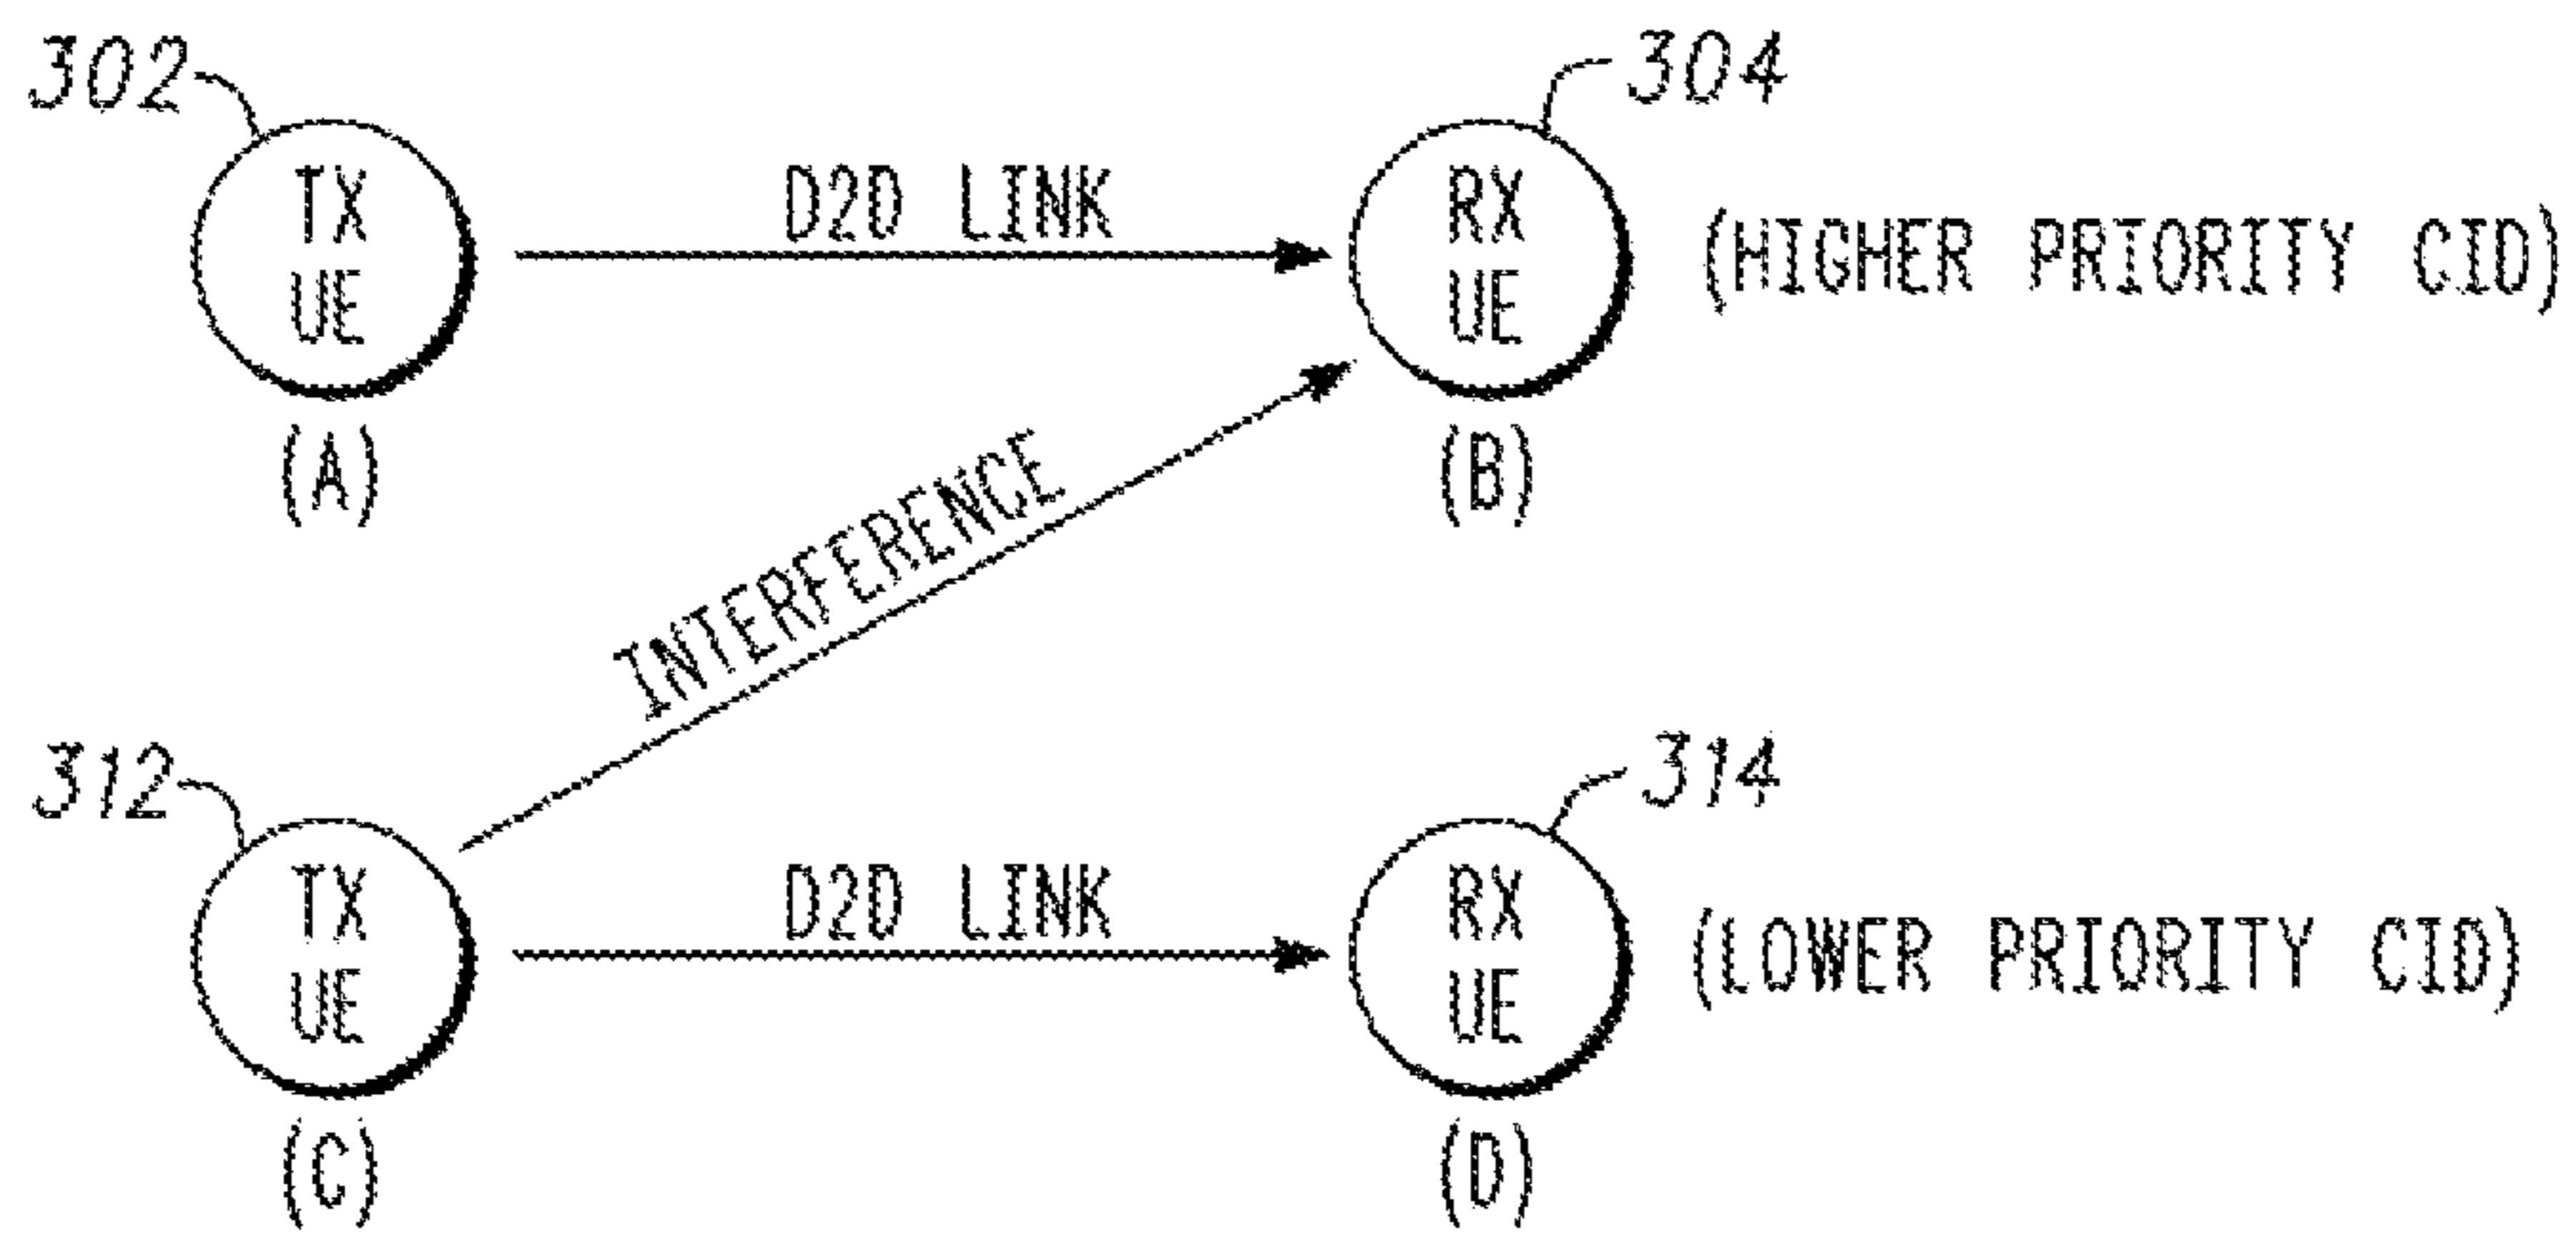 302
304
TX
UE
D2D LINK
RX
UE
(HIGHER PRIORITY CID)
(A)
(B)
INTERFERENCE
312
314
TX
UE
D2D LINK
RX
UE
(LOWER PRIORITY CID)
(C)
(D)